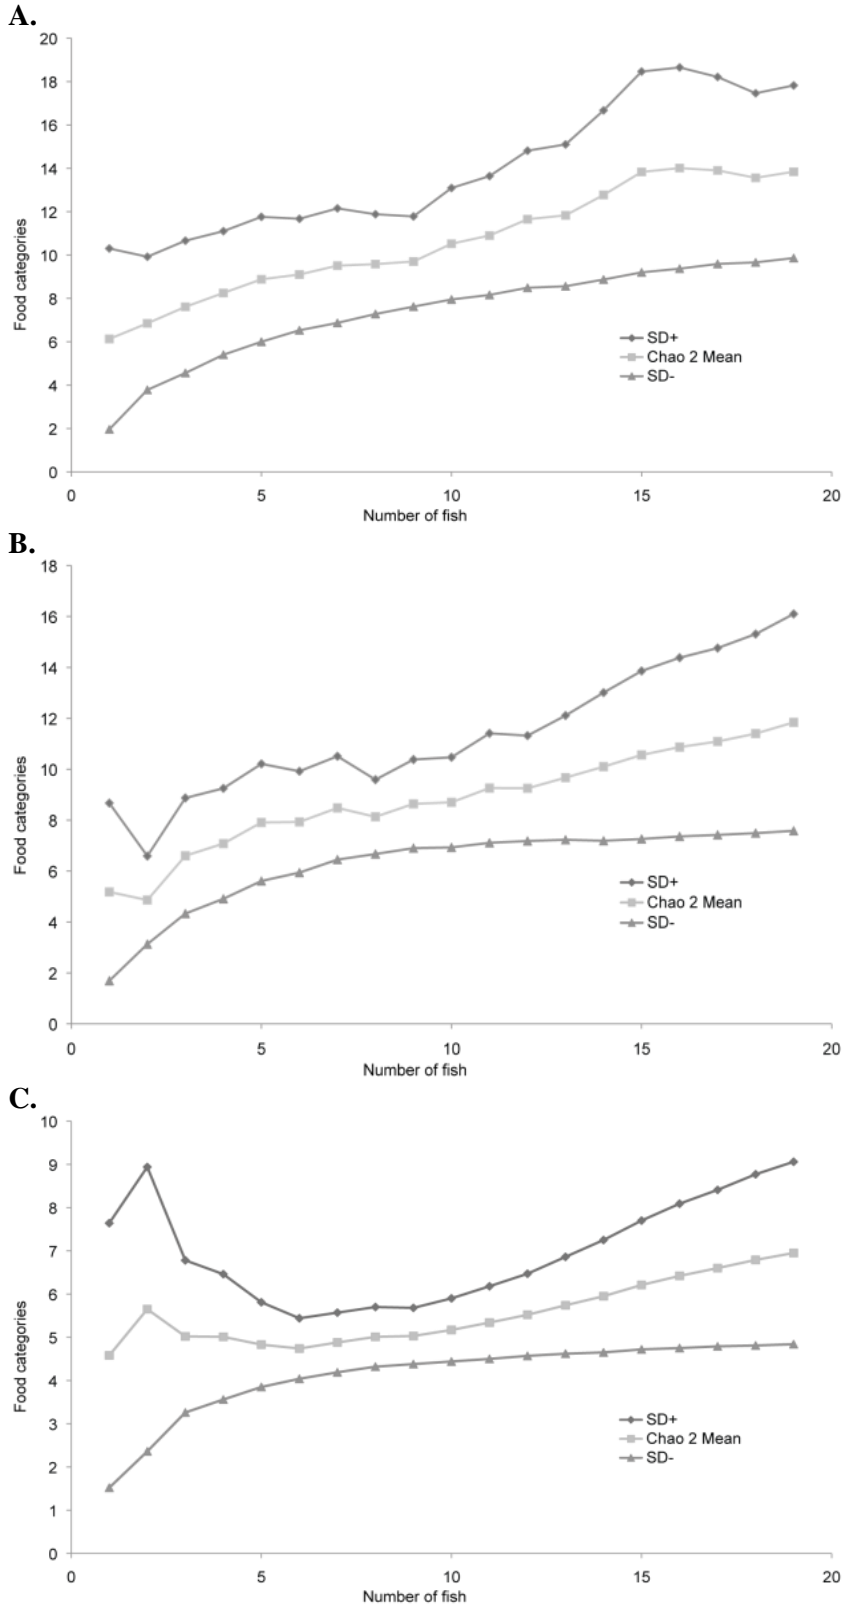 A.
20
18
16
14
12
10
8
6
4
2
0
Food categories
SD+
Chao 2 Mean
SD-
0 5 10 15 20
Number of fish
B.
18
16
14
12
10
8
6
4
2
0
Food categories
SD+
Chao 2 Mean
SD-
0 5 10 15 20
Number of fish
C.
10
9
8
7
6
5
4
3
2
1
0
Food categories
SD+
Chao 2 Mean
SD-
0 5 10 15 20
Number of fish